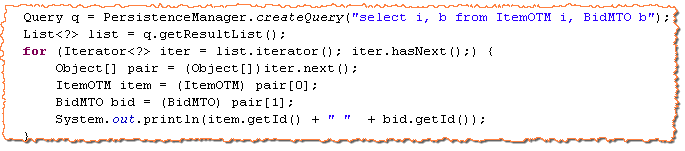 Query q = PersistenceManager.createQuery("select i, b from ItemOTM i, BidMTO b");
List<?> list = q.getResultList();
for (Iterator<?> iter = list.iterator(); iter.hasNext();) {
    Object[] pair = (Object[])iter.next();
    ItemOTM item = (ItemOTM) pair[0];
    BidMTO bid = (BidMTO) pair[1];
    System.out.println(item.getId() + " "  + bid.getId());
}